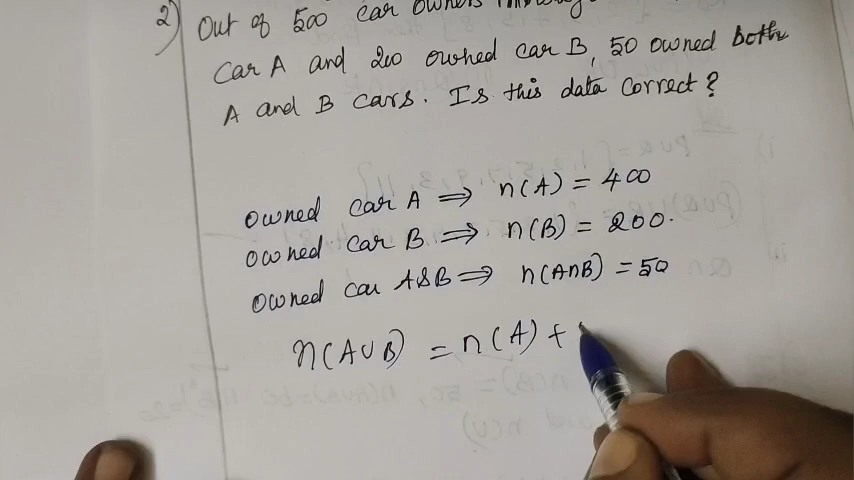 2) Out of 500 car owners
Car A and 200 owned car B, 50 owned both
A and B cars. Is this data correct?
owned car A ⇒ n(A) = 400
owned car B ⇒ n(B) = 200.
owned car A&B ⇒ n(A∩B) = 50
n(A∪B) = n(A) +